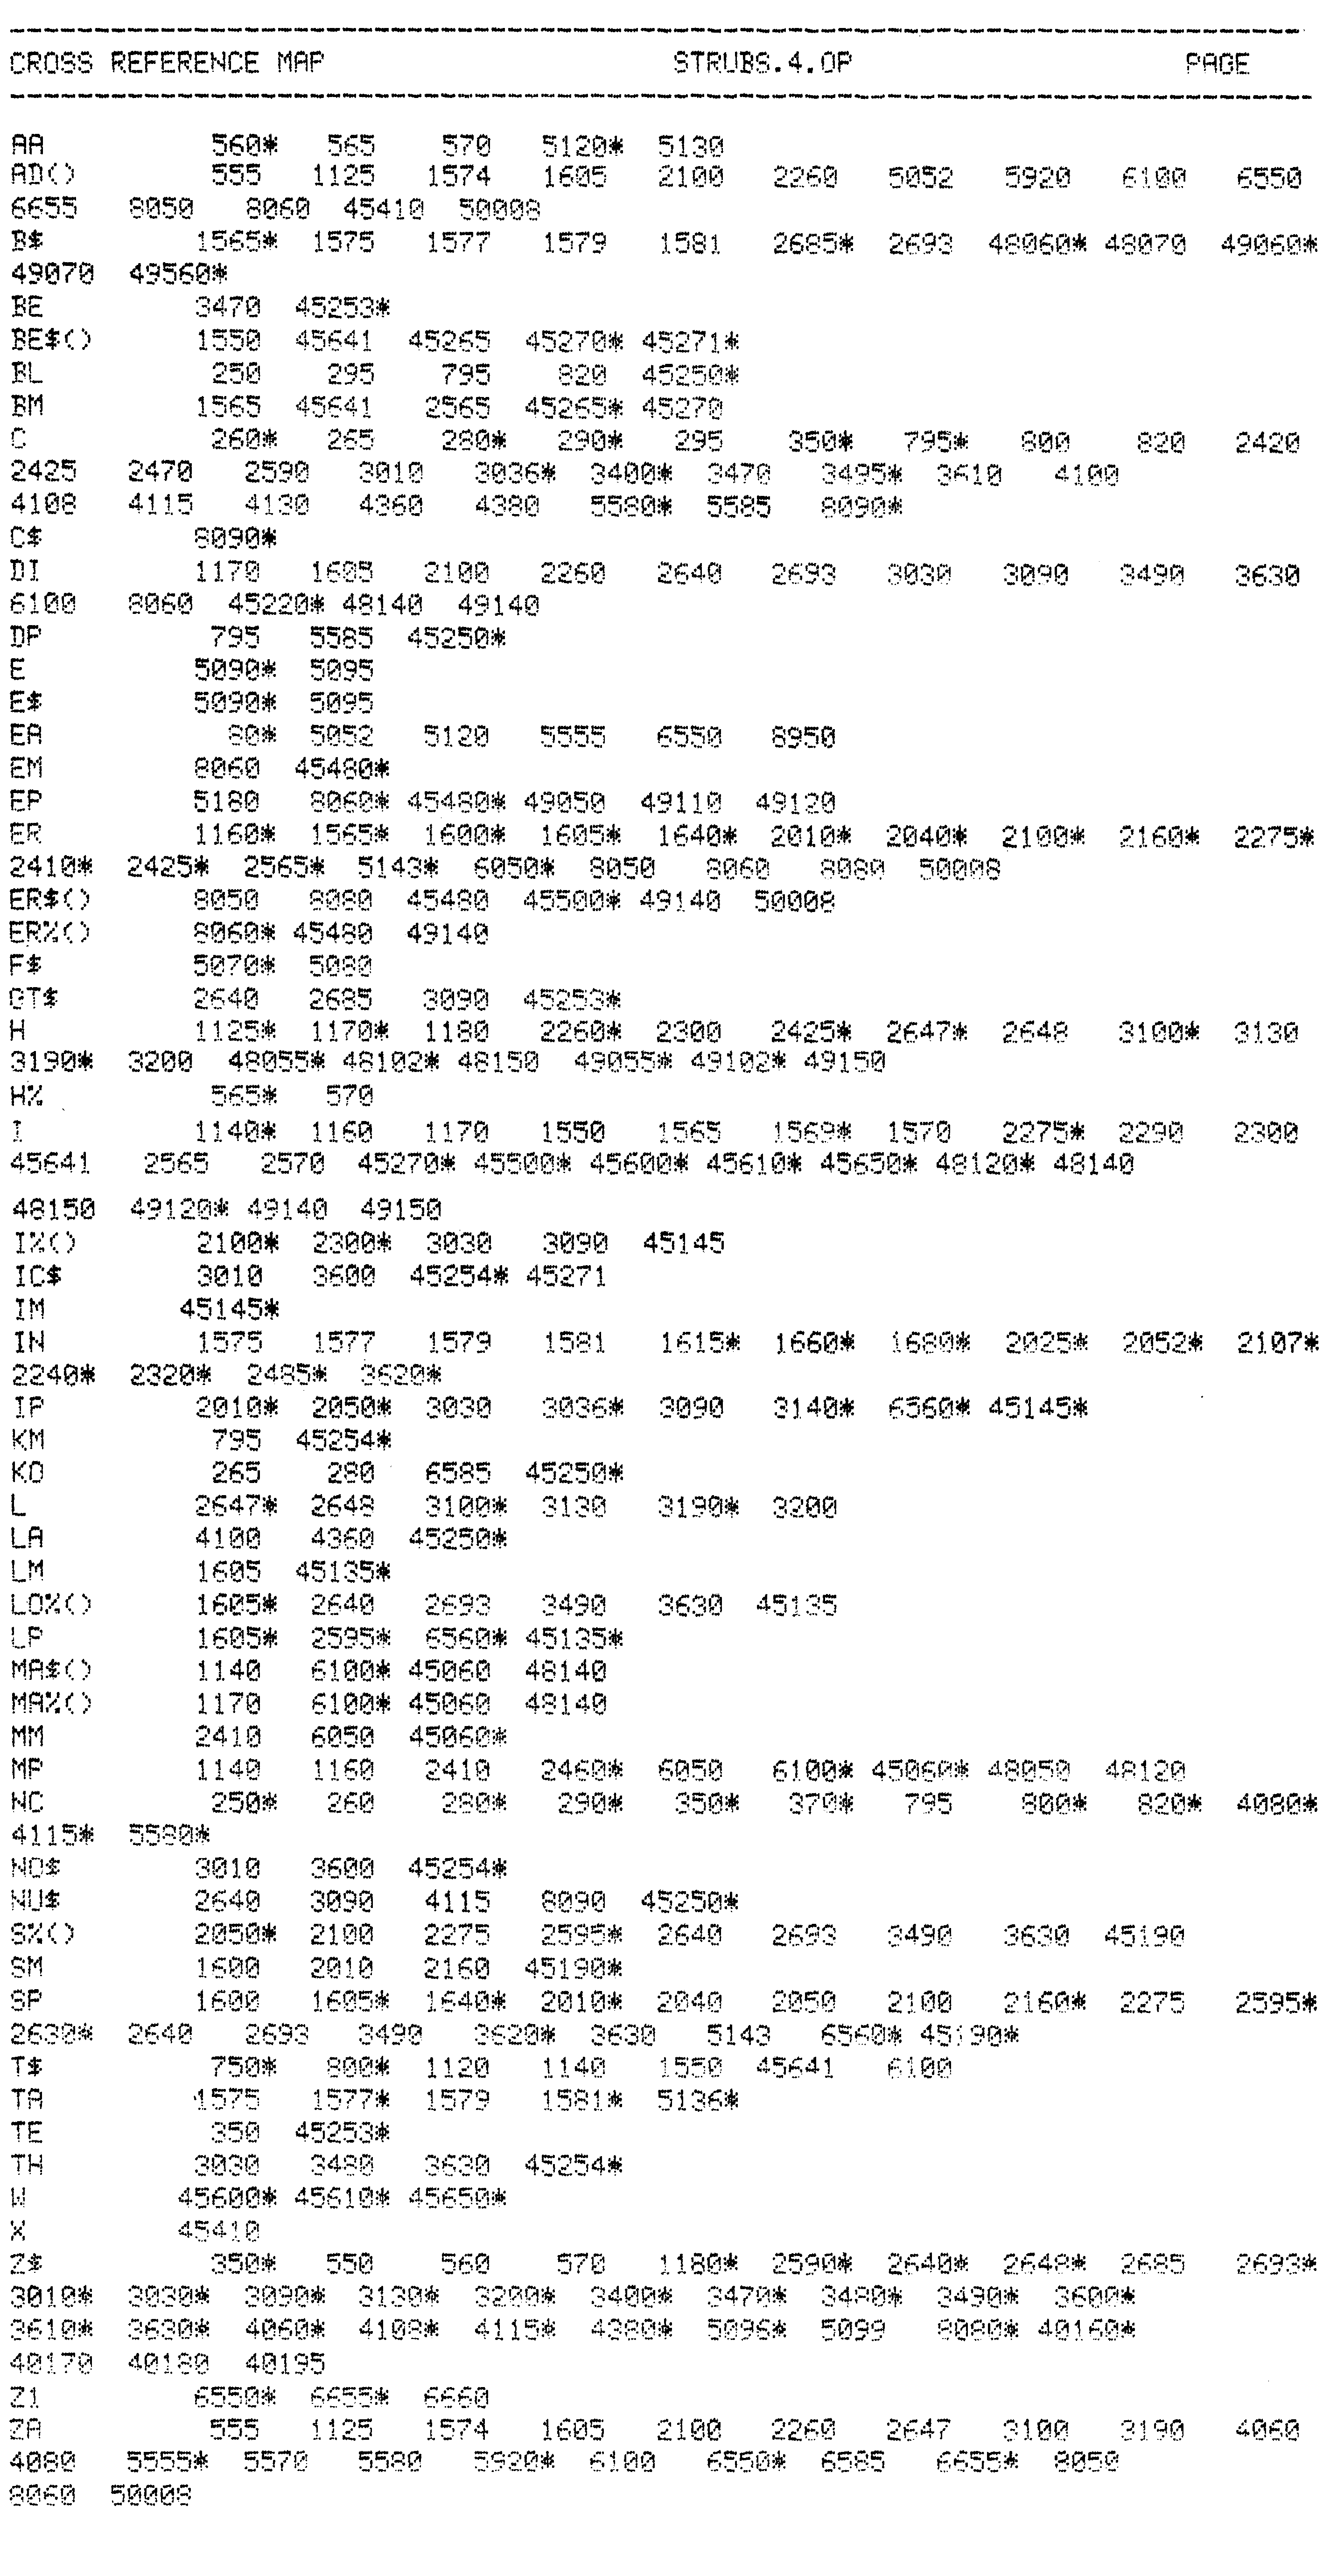 CROSS REFERENCE MAP STRUBS.4.OP PAGE
AA 560* 565 570 5120* 5130
AD() 555 1125 1574 1605 2100 2260 5052 5920 6100 6550
6655 8050 8060 45410 50008
B$ 1565* 1575 1577 1579 1581 2685* 2693 48060* 48070 49060*
49070 49560*
BE 3470 45253*
BE$() 1550 45641 45265 45270* 45271*
BL 250 295 795 820 45250*
BM 1565 45641 2565 45265* 45270
C 260* 265 280* 290* 295 350* 795* 800 820 2420
2425 2470 2590 3010 3036* 3400* 3470 3495* 3610 4100
4108 4115 4130 4360 4380 5580* 5585 8090*
C$ 8090*
DI 1170 1605 2100 2260 2640 2693 3030 3090 3490 3630
6100 8060 45220* 48140 49140
DP 795 5585 45250*
E 5090* 5095
E$ 5090* 5095
EA 80* 5052 5120 5555 6550 8950
EM 8060 45480*
EP 5180 8060* 45480* 49050 49110 49120
ER 1160* 1565* 1600* 1605* 1640* 2010* 2040* 2100* 2160* 2275*
2410* 2425* 2565* 5143* 6050* 8050 8060 8080 50008
ER$() 8050 8080 45480 45500* 49140 50008
ER%() 8060* 45480 49140
F$ 5070* 5080
GT$ 2640 2685 3090 45253*
H 1125* 1170* 1180 2260* 2300 2425* 2647* 2648 3100* 3130
3190* 3200 48055* 48102* 48150 49055* 49102* 49150
H% 565* 570
I 1140* 1160 1170 1550 1565 1569* 1570 2275* 2290 2300
45641 2565 2570 45270* 45500* 45600* 45610* 45650* 48120* 48140
48150 49120* 49140 49150
I%() 2100* 2300* 3030 3090 45145
IC$ 3010 3600 45254* 45271
IM 45145*
IN 1575 1577 1579 1581 1615* 1660* 1680* 2025* 2052* 2107*
2240* 2320* 2485* 3620*
IP 2010* 2050* 3030 3036* 3090 3140* 6560* 45145*
KM 795 45254*
KO 265 280 6585 45250*
L 2647* 2648 3100* 3130 3190* 3200
LA 4100 4360 45250*
LM 1605 45135*
LO%() 1605* 2640 2693 3490 3630 45135
LP 1605* 2595* 6560* 45135*
MA$() 1140 6100* 45060 48140
MA%() 1170 6100* 45060 48140
MM 2410 6050 45060*
MP 1140 1160 2410 2460* 6050 6100* 45060* 48050 48120
NC 250* 260 280* 290* 350* 370* 795 800* 820* 4080*
4115* 5580*
NO$ 3010 3600 45254*
NU$ 2640 3090 4115 8090 45250*
S%() 2050* 2100 2275 2595* 2640 2693 3490 3630 45190
SM 1600 2010 2160 45190*
SP 1600 1605* 1640* 2010* 2040 2050 2100 2160* 2275 2595*
2630* 2640 2693 3490 3620* 3630 5143 6560* 45190*
T$ 750* 800* 1120 1140 1550 45641 6100
TA 1575 1577* 1579 1581* 5136*
TE 350 45253*
TH 3030 3480 3630 45254*
W 45600* 45610* 45650*
X 45410
Z$ 350* 550 560 570 1180* 2590* 2640* 2648* 2685 2693*
3010* 3030* 3090* 3130* 3200* 3400* 3470* 3480* 3490* 3600*
3610* 3630* 4060* 4108* 4115* 4380* 5096* 5099 8080* 40160*
40170 40180 40195
Z1 6550* 6655* 6660
ZA 555 1125 1574 1605 2100 2260 2647 3100 3190 4060
4080 5555* 5570 5580 5920* 6100 6550* 6585 6655* 8050
8060 50008